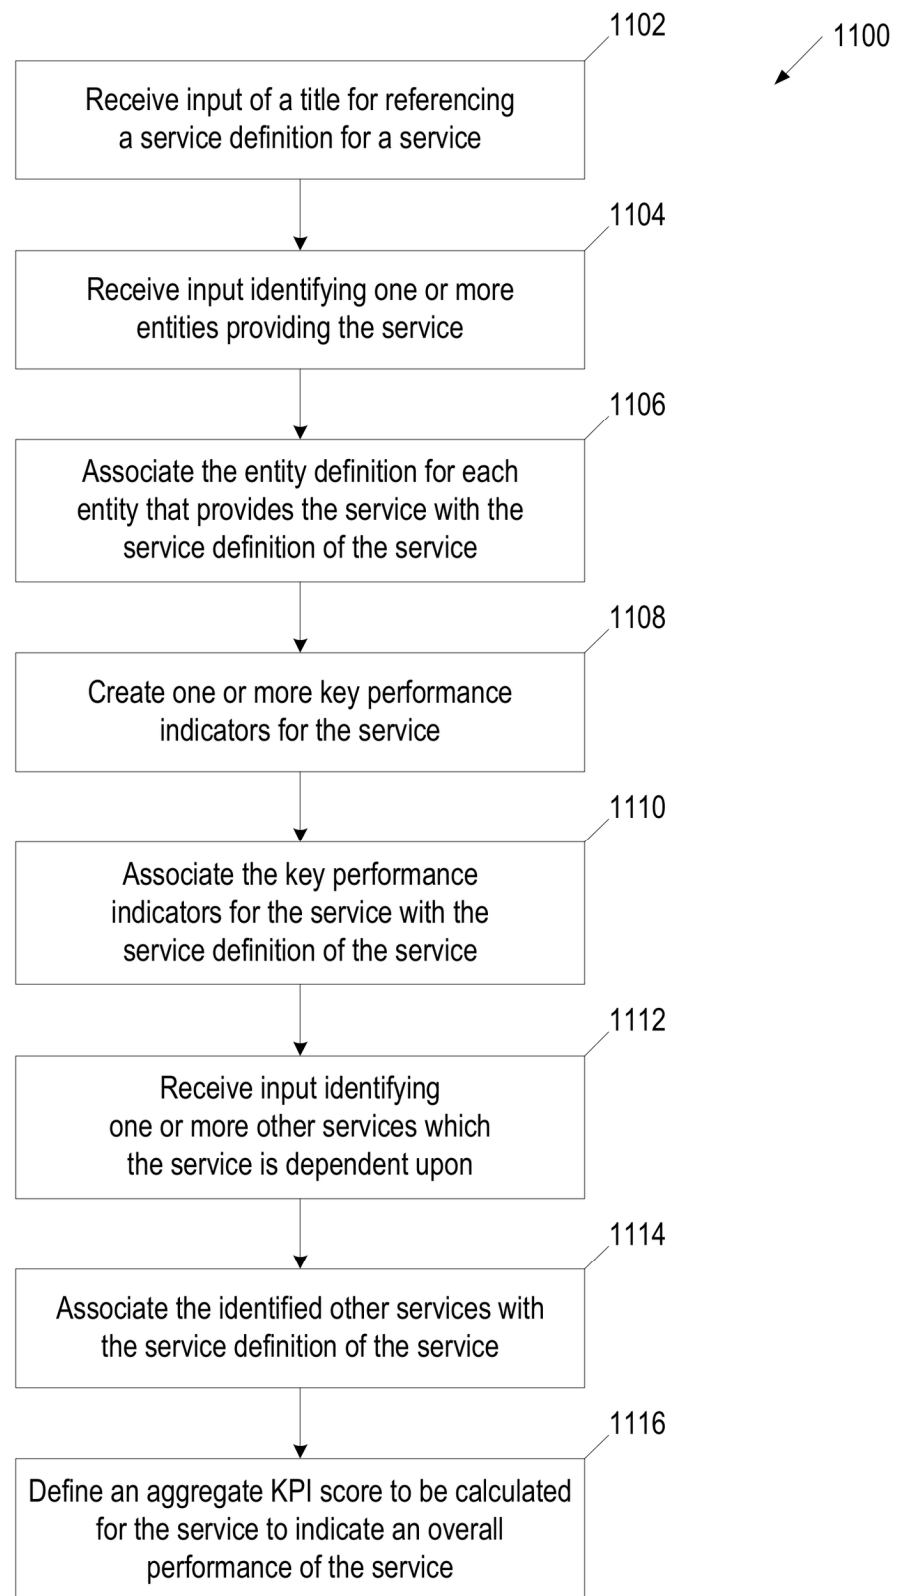 1102
1100
Receive input of a title for referencing
a service definition for a service
1104
Receive input identifying one or more
entities providing the service
1106
Associate the entity definition for each
entity that provides the service with the
service definition of the service
1108
Create one or more key performance
indicators for the service
1110
Associate the key performance
indicators for the service with the
service definition of the service
1112
Receive input identifying
one or more other services which
the service is dependent upon
1114
Associate the identified other services with
the service definition of the service
1116
Define an aggregate KPI score to be calculated
for the service to indicate an overall
performance of the service